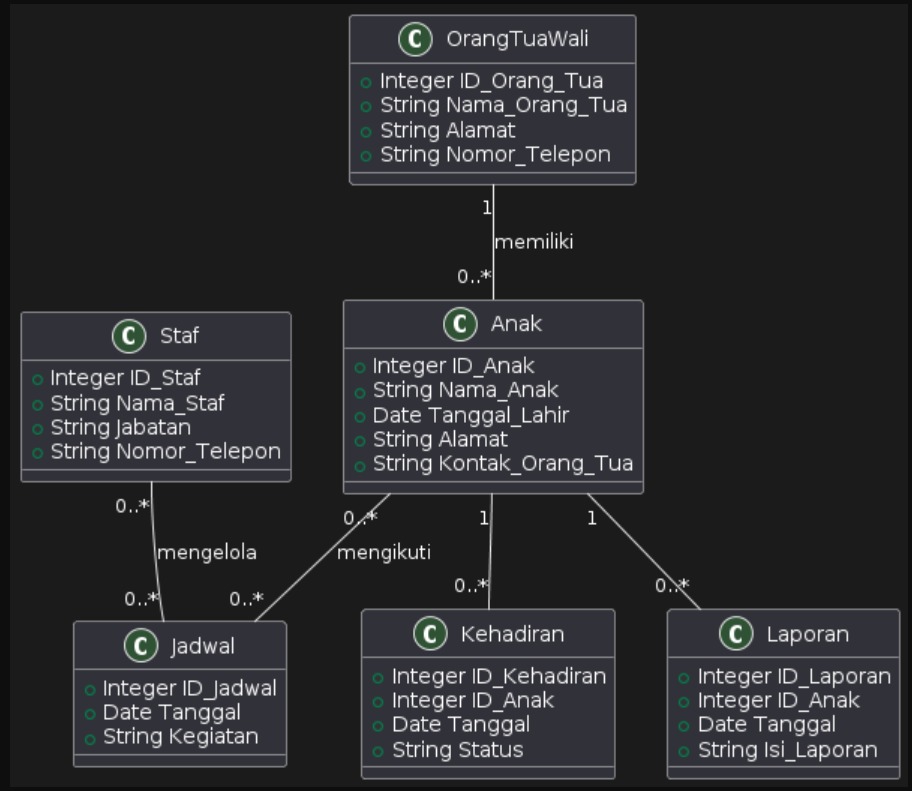 C OrangTuaWali
Integer ID_Orang_Tua
String Nama_Orang_Tua
String Alamat
String Nomor_Telepon
1
memiliki
0..*
C Staf
Integer ID_Staf
String Nama_Staf
String Jabatan
String Nomor_Telepon
C Anak
Integer ID_Anak
String Nama_Anak
Date Tanggal_Lahir
String Alamat
String Kontak_Orang_Tua
0..*
mengelola
0..*
0..*
mengikuti
0..*
1
0..*
1
0..*
C Jadwal
Integer ID_Jadwal
Date Tanggal
String Kegiatan
C Kehadiran
Integer ID_Kehadiran
Integer ID_Anak
Date Tanggal
String Status
C Laporan
Integer ID_Laporan
Integer ID_Anak
Date Tanggal
String Isi_Laporan